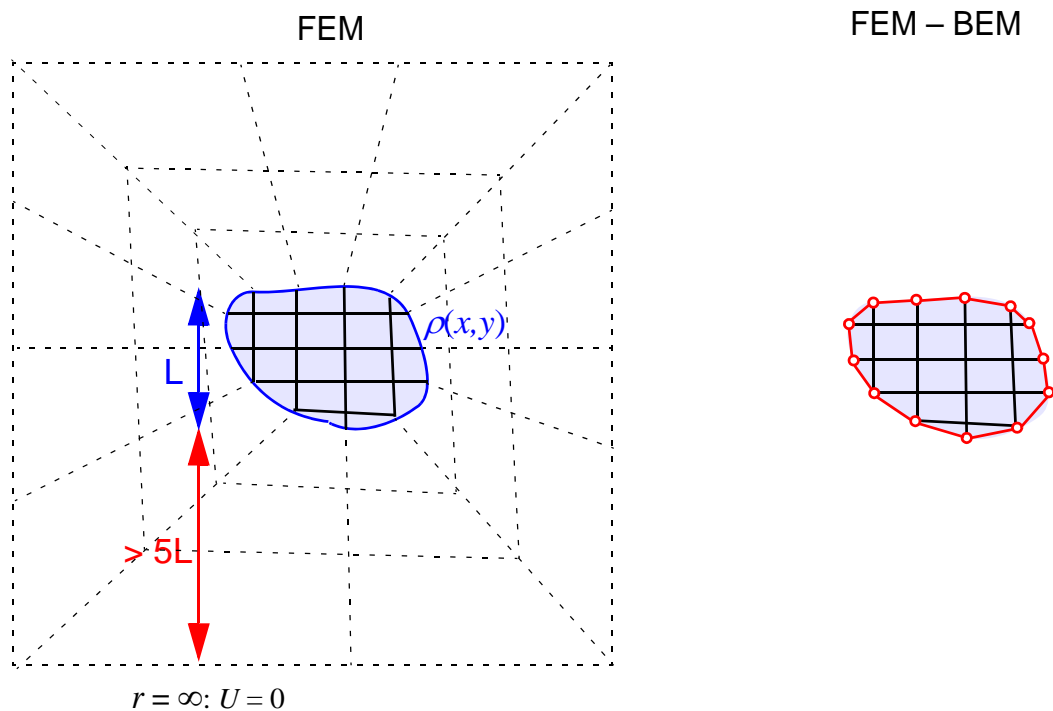 FEM
FEM – BEM
ρ(x,y)
L
> 5L
r = ∞: U = 0